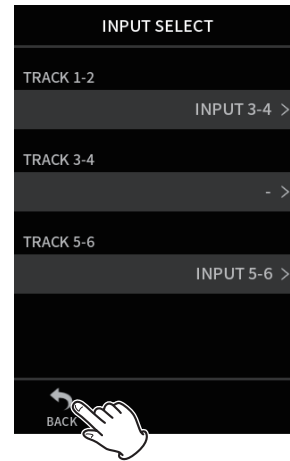 INPUT SELECT
TRACK 1-2
INPUT 3-4 >
TRACK 3-4
- >
TRACK 5-6
INPUT 5-6 >
BACK